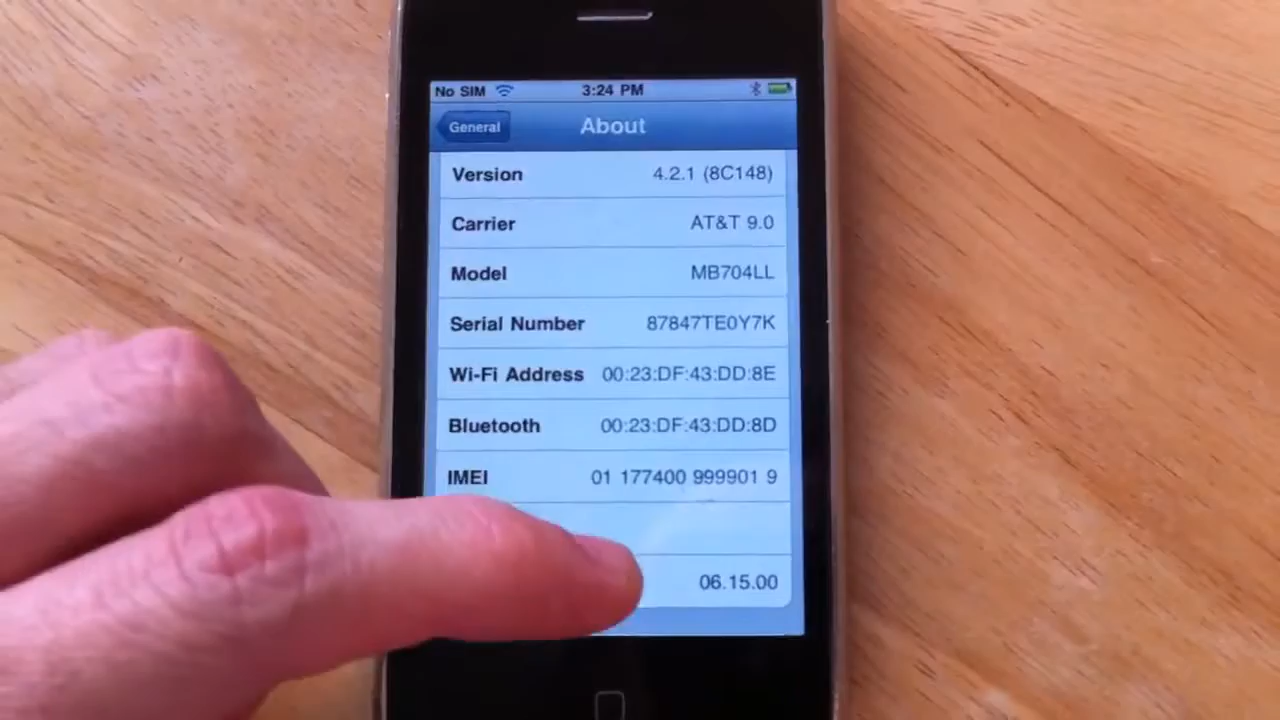 No SIM 3:24 PM
General About
Version 4.2.1 (8C148)
Carrier AT&T 9.0
Model MB704LL
Serial Number 87847TE0Y7K
Wi-Fi Address 00:23:DF:43:DD:8E
Bluetooth 00:23:DF:43:DD:8D
IMEI 01 177400 999901 9
06.15.00